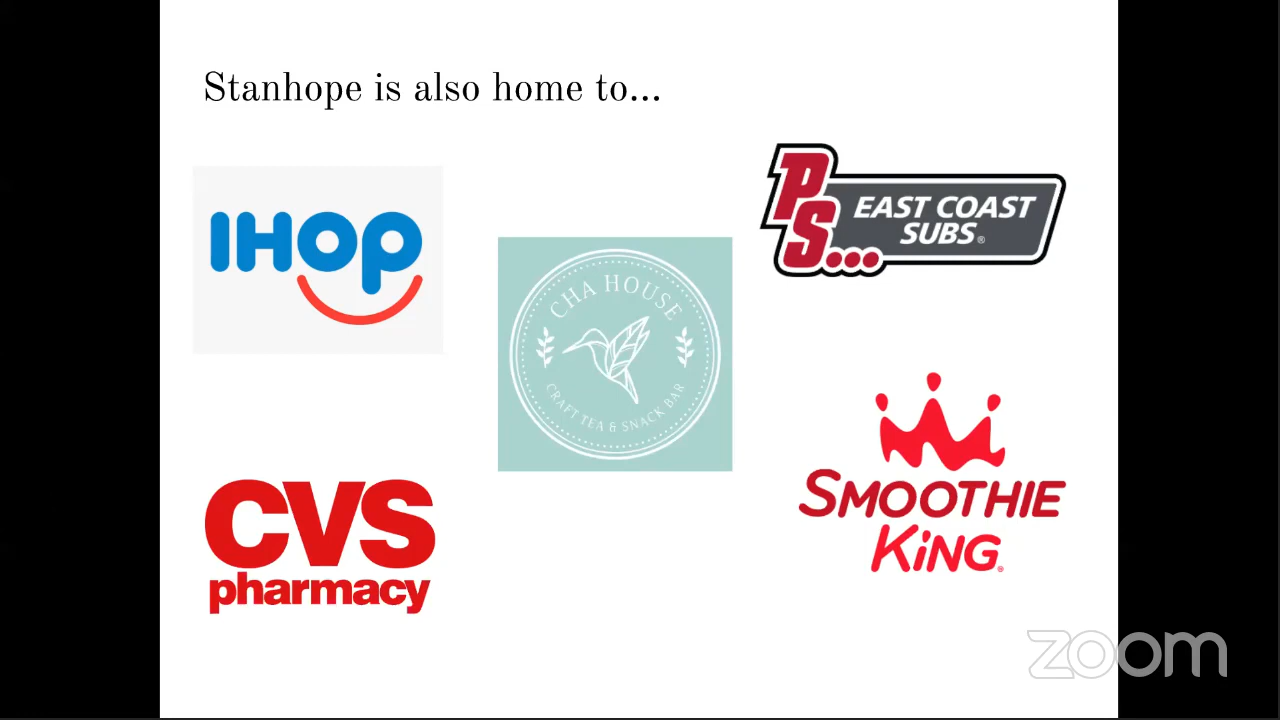 Stanhope is also home to...
IHOP
CHA HOUSE
CRAFT TEA & SNACK BAR
PS...
EAST COAST
SUBS®
CVS
pharmacy
SMOOTHIE
KiNG®
zoom